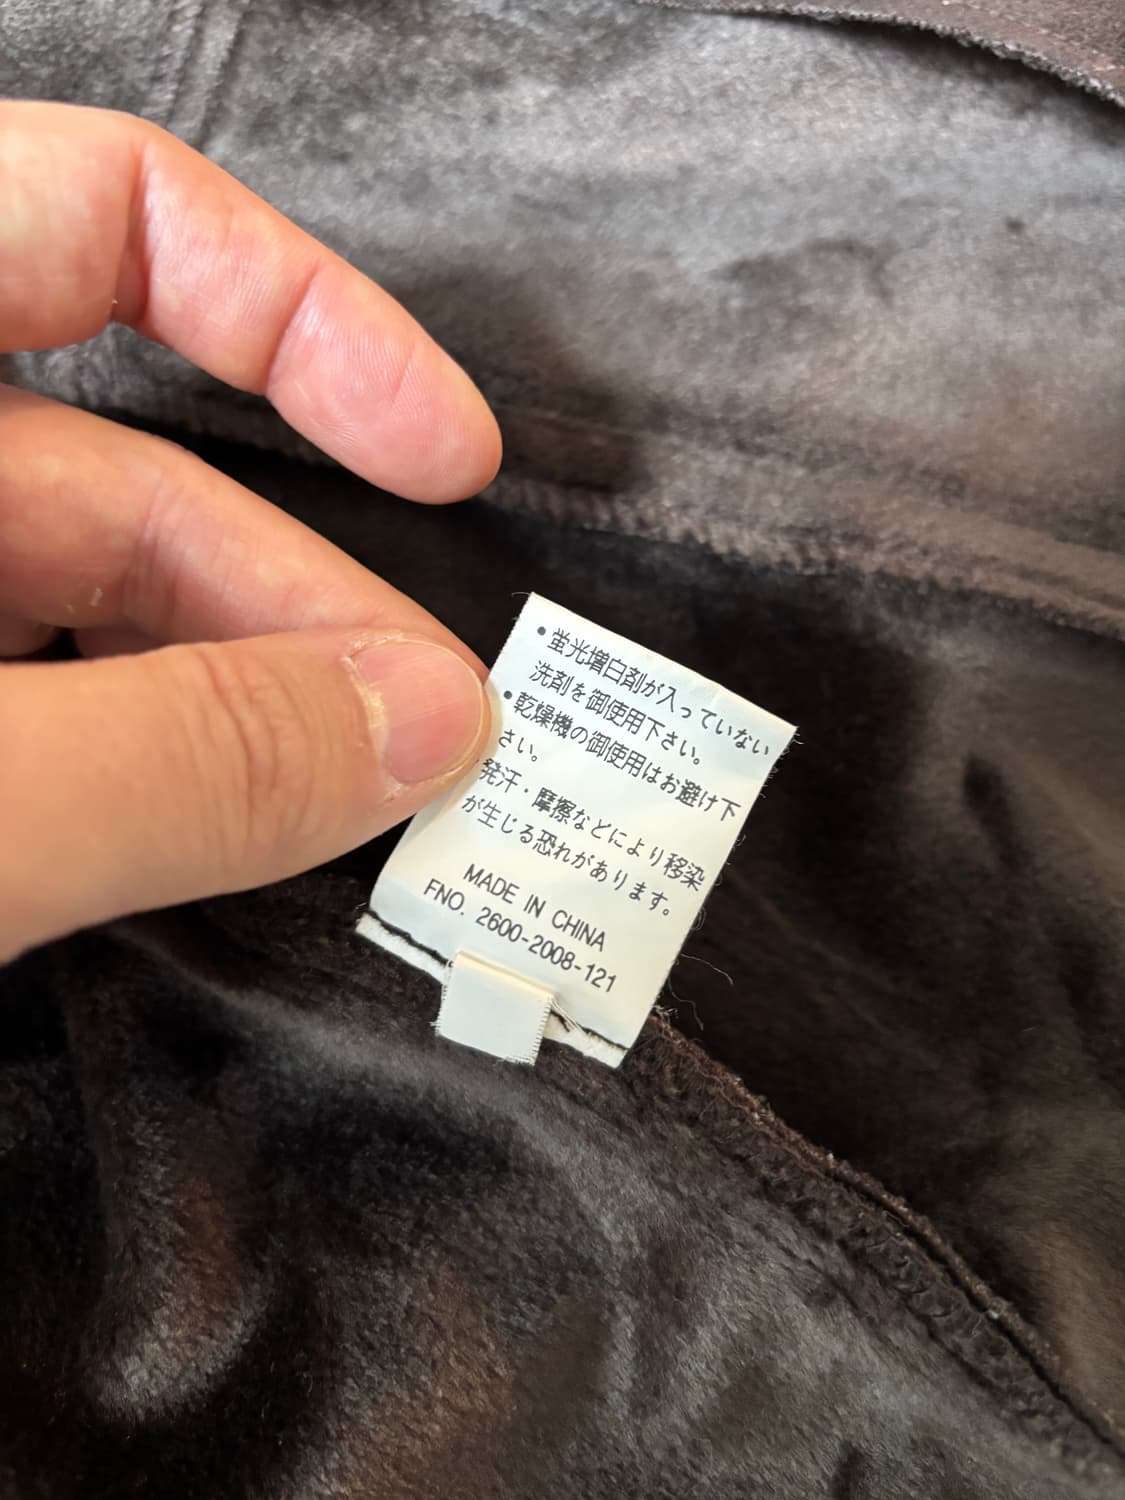 ・蛍光増白剤が入っていない
洗剤を御使用下さい。
・乾燥機の御使用はお避け下
さい。
発汗・摩擦などにより移染
が生じる恐れがあります。
MADE IN CHINA
FNO. 2600-2008-121